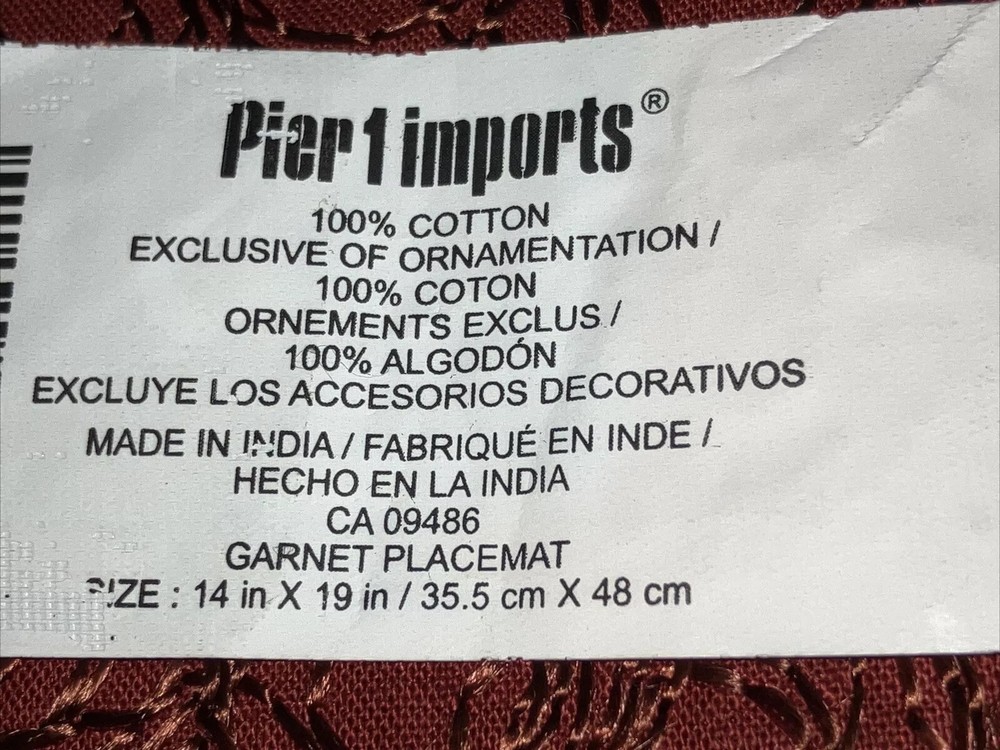 Pier 1 imports®
100% COTTON
EXCLUSIVE OF ORNAMENTATION /
100% COTON
ORNEMENTS EXCLUS /
100% ALGODÓN
EXCLUYE LOS ACCESORIOS DECORATIVOS
MADE IN INDIA / FABRIQUÉ EN INDE /
HECHO EN LA INDIA
CA 09486
GARNET PLACEMAT
SIZE : 14 in X 19 in / 35.5 cm X 48 cm